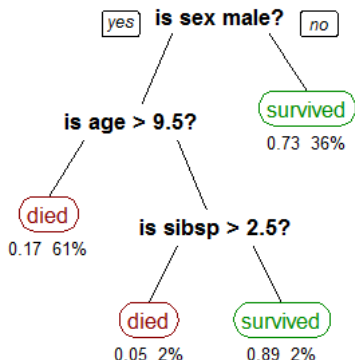 yes is sex male? no
is age > 9.5?
survived
0.73 36%
died
0.17 61%
is sibsp > 2.5?
died survived
0.05 2% 0.89 2%